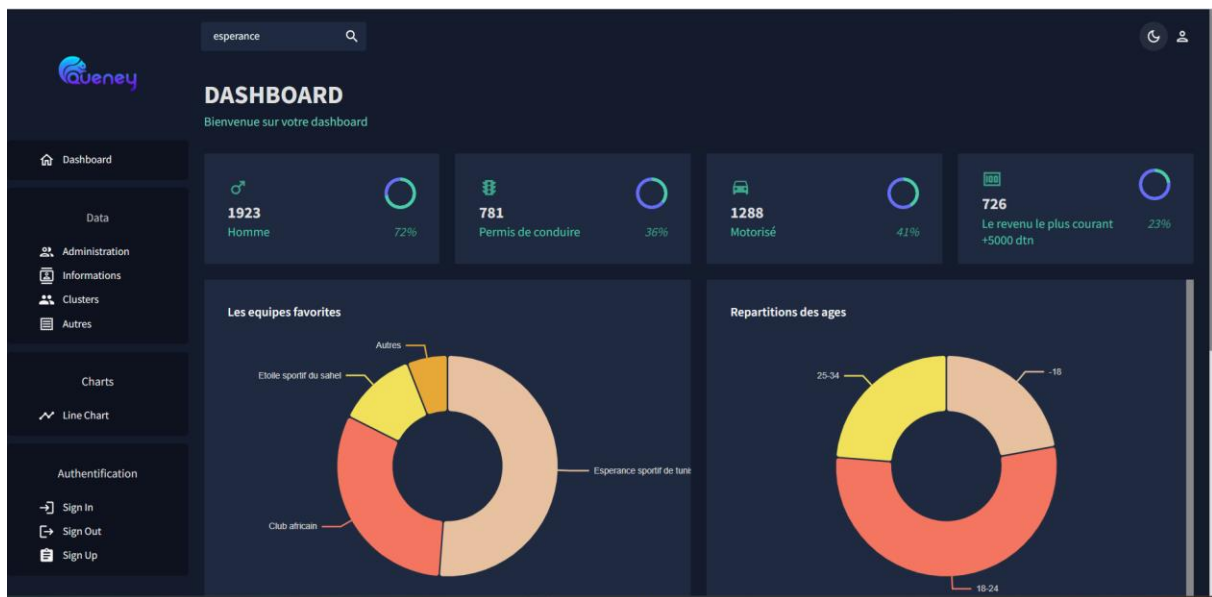 esperance
Queney
DASHBOARD
Bienvenue sur votre dashboard
Dashboard
Data
Administration
Informations
Clusters
Autres
Charts
Line Chart
Authentification
Sign In
Sign Out
Sign Up
1923
Homme
72%
781
Permis de conduire
36%
1288
Motorisé
41%
100
726
Le revenu le plus courant
+5000 dtn
23%
Les equipes favorites
Autres
Etoile sportif du sahel
Esperance sportif de tuni
Club africain
Repartitions des ages
25-34
-18
18-24